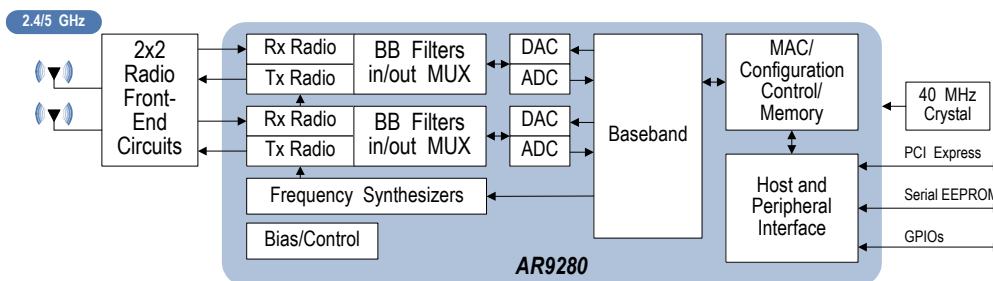 2.4/5 GHz
2x2
Radio
Front-
End
Circuits
Rx Radio
Tx Radio
BB Filters
in/out MUX
DAC
ADC
Rx Radio
Tx Radio
BB Filters
in/out MUX
DAC
ADC
Frequency Synthesizers
Bias/Control
Baseband
MAC/
Configuration
Control/
Memory
Host and
Peripheral
Interface
40 MHz
Crystal
PCI Express
Serial EEPROM
GPIOs
AR9280